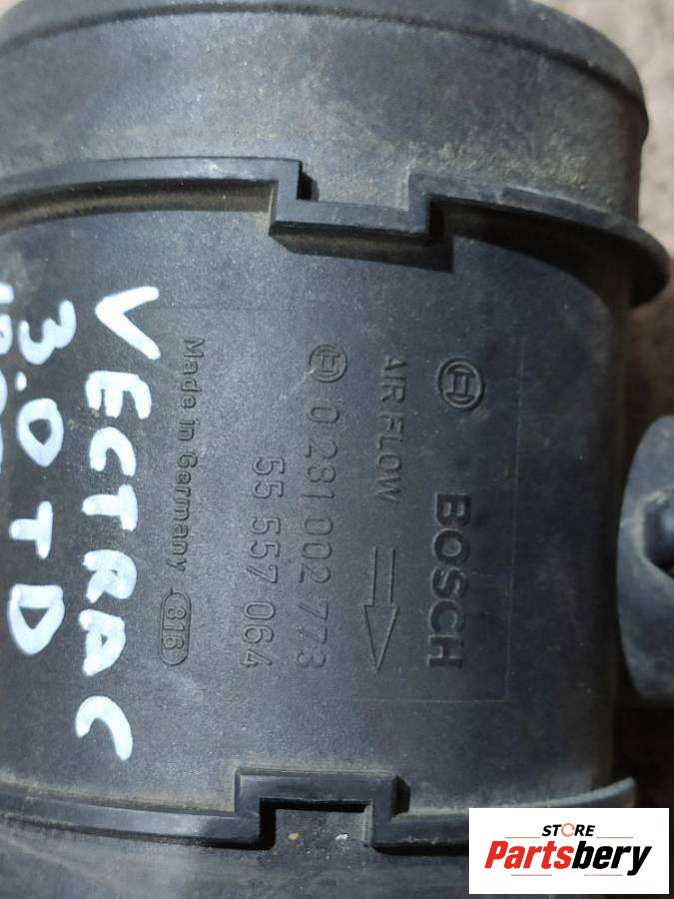 BOSCH
AIR FLOW
0 281 002 773
55 557 064
Made in Germany 816
VECTRA C
3.0 TD
STORE
Partsbery